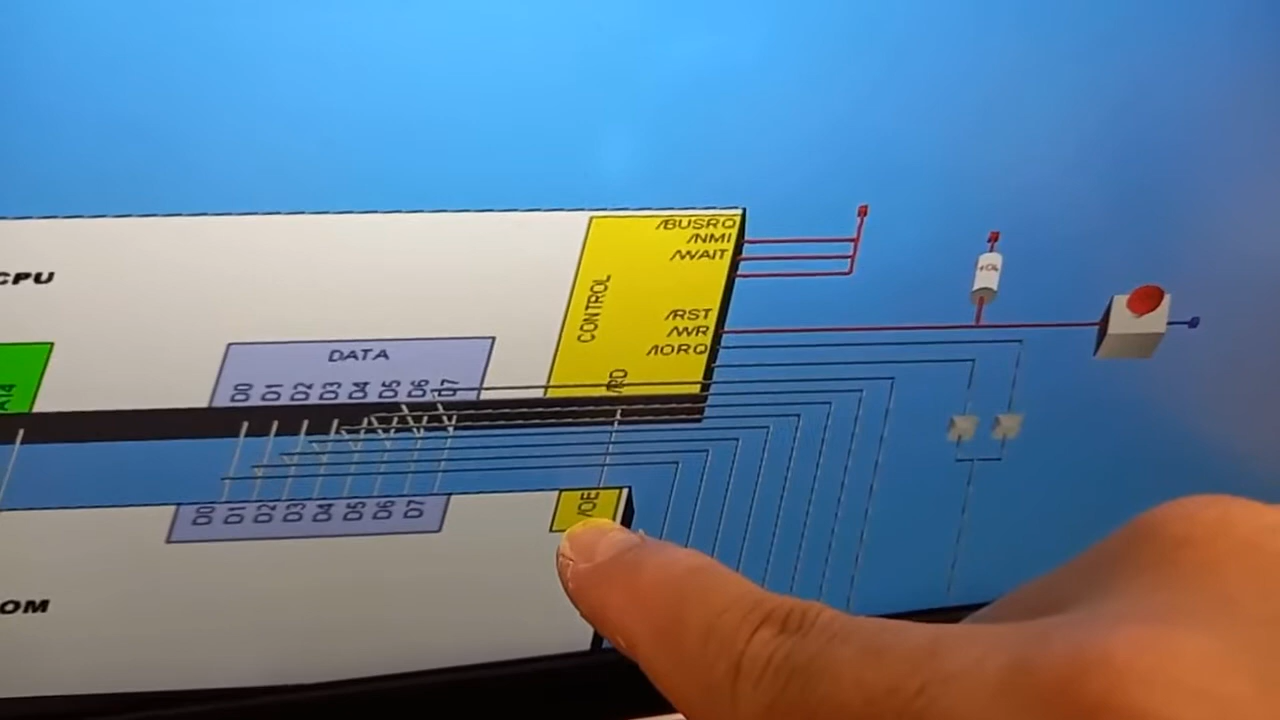 /BUSRQ
/NMI
/WAIT
CPU
CONTROL
/RST
/WR
/IORQ
DATA
A14
D0 D1 D2 D3 D4 D5 D6 D7
/RD
D0 D1 D2 D3 D4 D5 D6 D7
/OE
OM